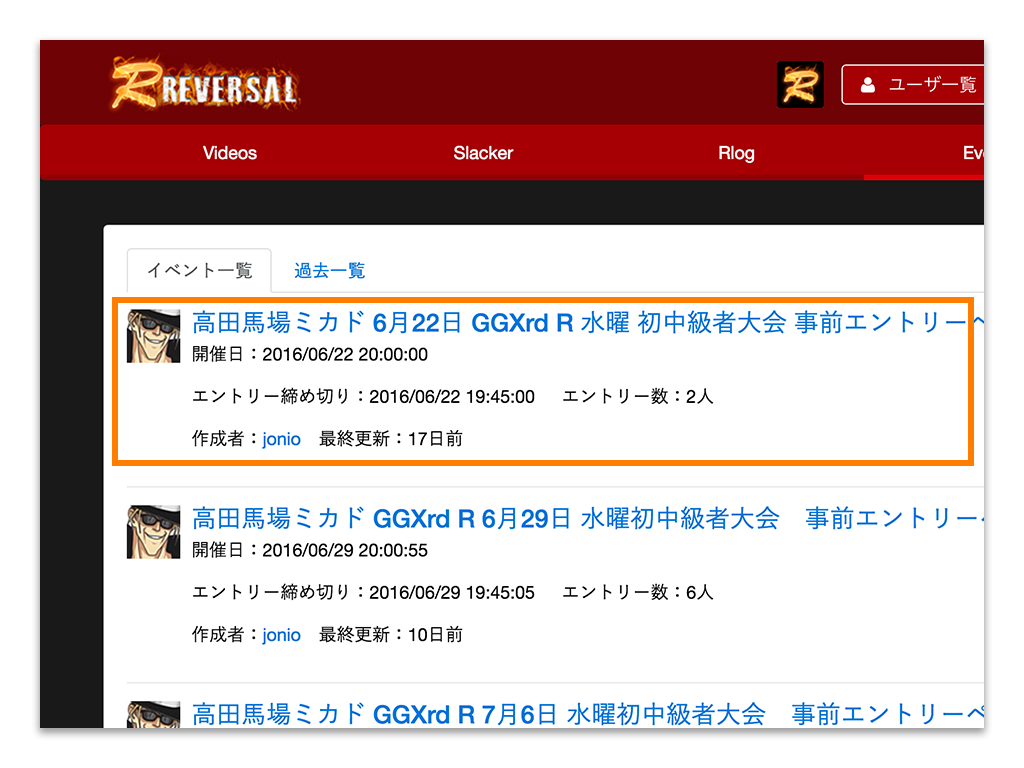 REVERSAL
R
ユーザー覧
Videos
Slacker
Rlog
イベント一覧
過去一覧
高田馬場ミカド 6月22日 GGXrd R 水曜 初中級者大会 事前エントリー
開催日：2016/06/22 20:00:00
エントリー締め切り：2016/06/22 19:45:00 エントリー数：2人
作成者：jonio 最終更新：17日前
高田馬場ミカド GGXrd R 6月29日 水曜初中級者大会　事前エントリー
開催日：2016/06/29 20:00:55
エントリー締め切り：2016/06/29 19:45:05 エントリー数：6人
作成者：jonio 最終更新：10日前
高田馬場ミカド GGXrd R 7月6日 水曜初中級者大会　事前エントリーペ